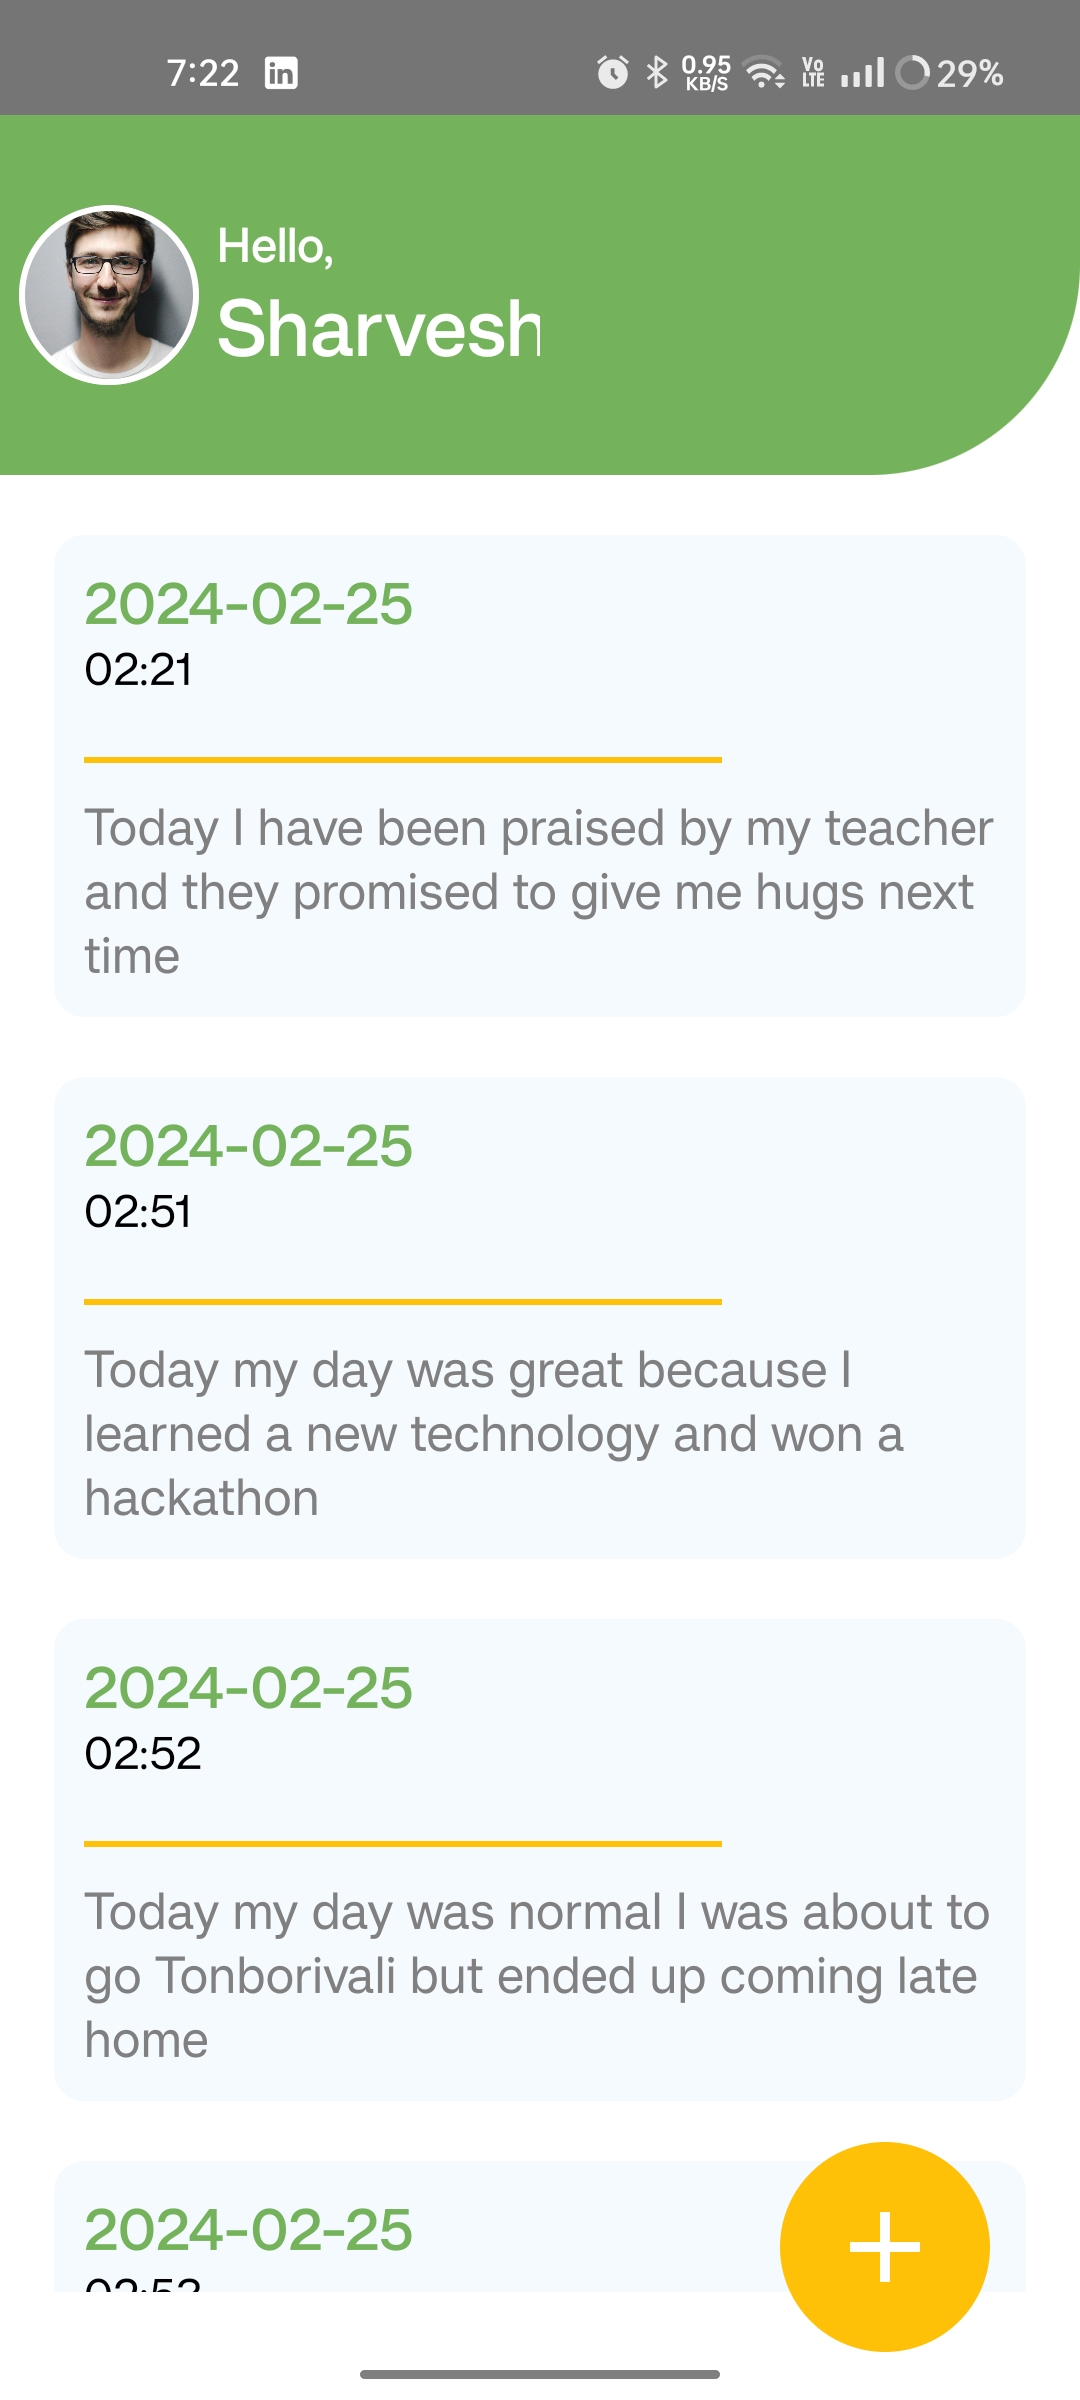 7:22 in 0.95 KB/S Vo LTE 29%
Hello,
Sharvesh
2024-02-25
02:21
Today I have been praised by my teacher
and they promised to give me hugs next
time
2024-02-25
02:51
Today my day was great because I
learned a new technology and won a
hackathon
2024-02-25
02:52
Today my day was normal I was about to
go Tonborivali but ended up coming late
home
2024-02-25